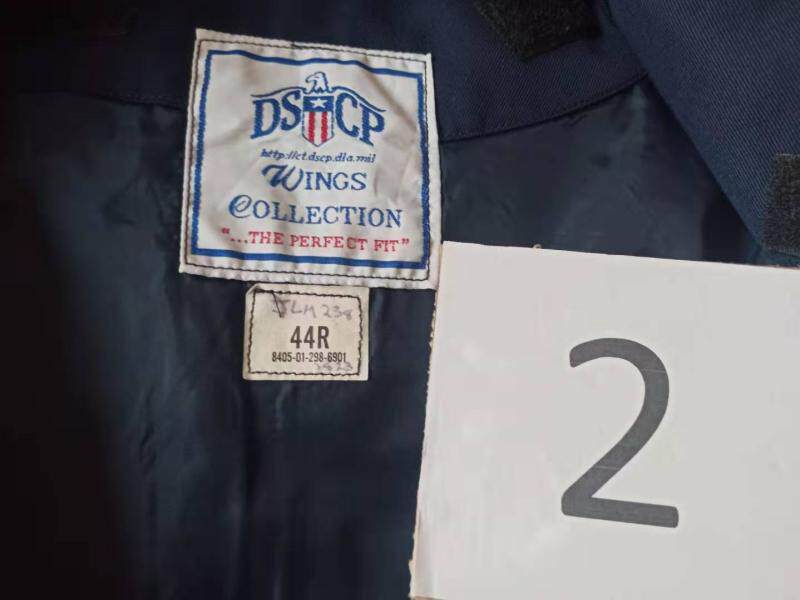 DSCP
http://ct.dscp.dla.mil
WINGS
COLLECTION
"...THE PERFECT FIT"
44R
8405-01-298-6901
2